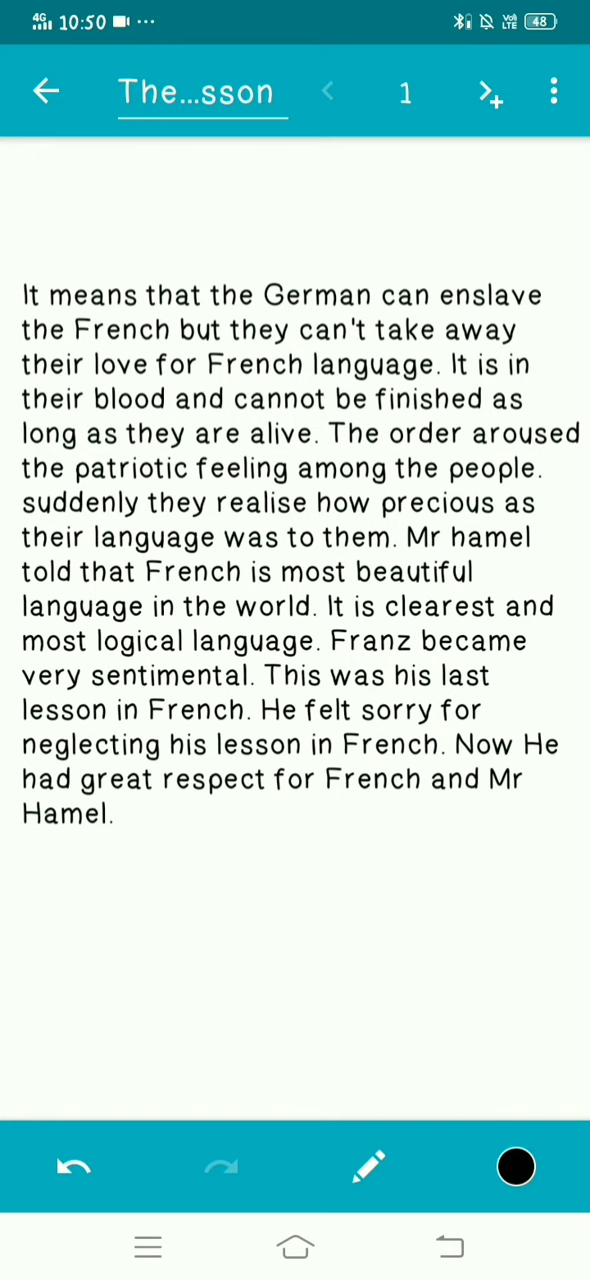 4G 10:50 ... Voi LTE 48
The...sson < 1
It means that the German can enslave
the French but they can't take away
their love for French language. It is in
their blood and cannot be finished as
long as they are alive. The order aroused
the patriotic feeling among the people.
suddenly they realise how precious as
their language was to them. Mr hamel
told that French is most beautiful
language in the world. It is clearest and
most logical language. Franz became
very sentimental. This was his last
lesson in French. He felt sorry for
neglecting his lesson in French. Now He
had great respect for French and Mr
Hamel.